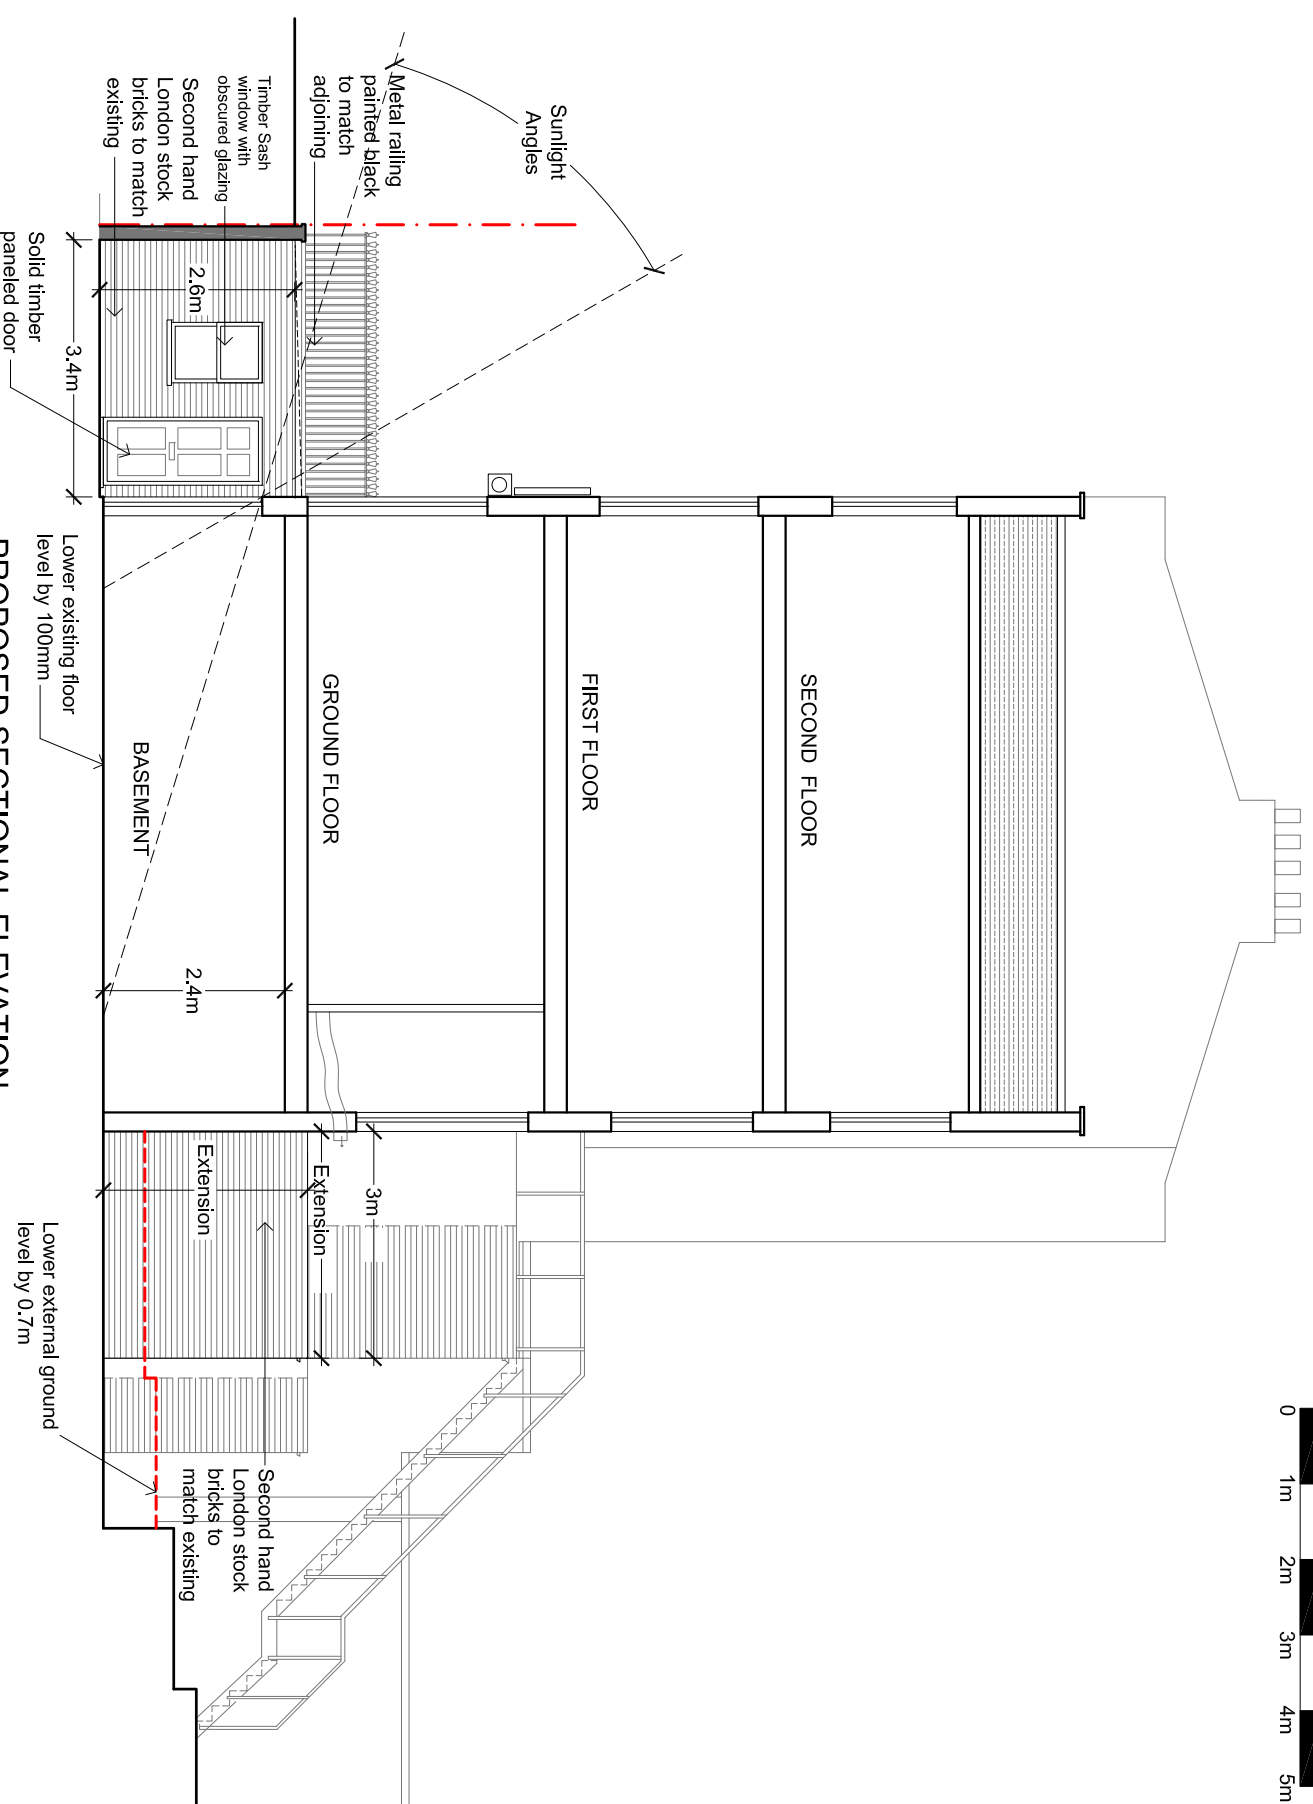 Sunlight
Angles
Metal railing
painted black
to match
adjoining
Timber Sash
window with
obscured glazing
Second hand
London stock
bricks to match
existing
2.6m
3.4m
Solid timber
paneled door
SECOND FLOOR
FIRST FLOOR
GROUND FLOOR
BASEMENT
2.4m
Lower existing floor
level by 100mm
3m
Extension
Extension
Second hand
London stock
bricks to
match existing
Lower external ground
level by 0.7m
PROPOSED SECTIONAL ELEVATION
0 1m 2m 3m 4m 5m